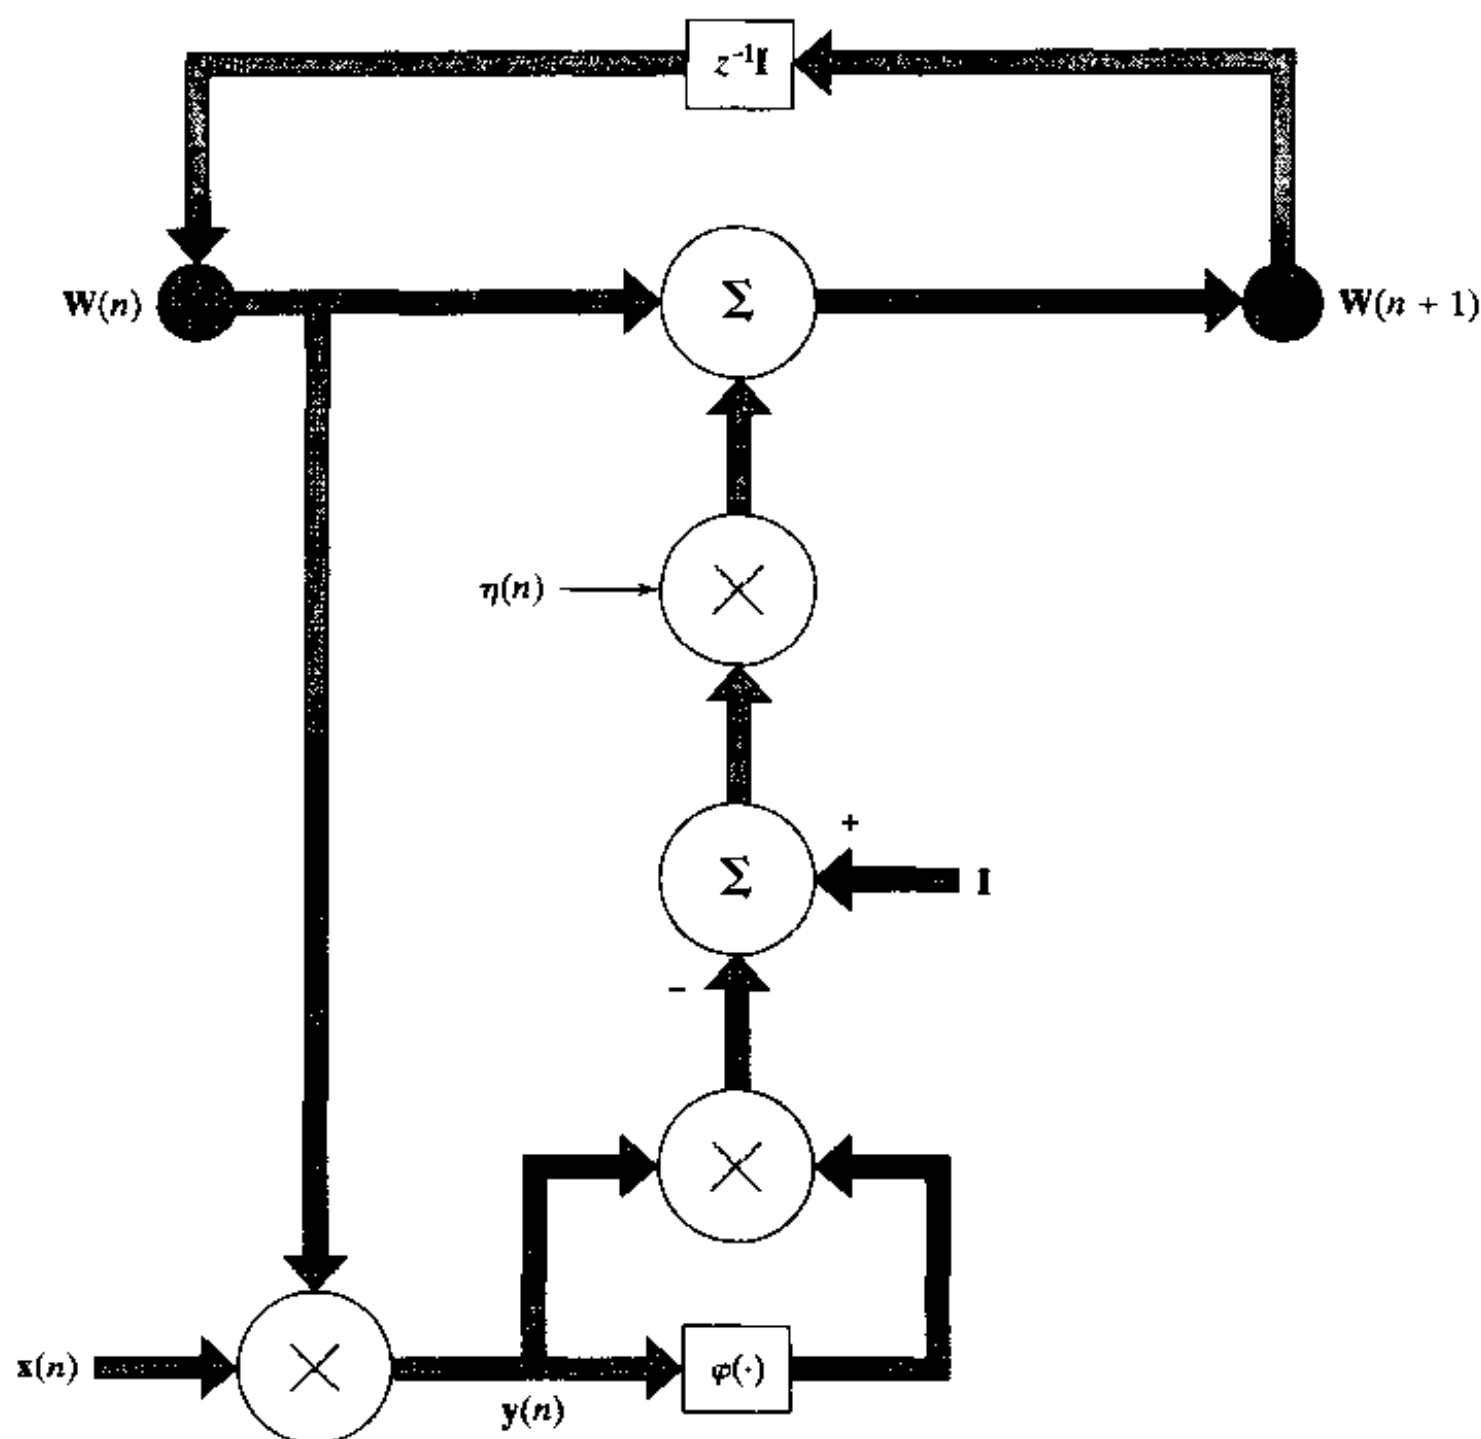 z⁻¹I
W(n)
Σ
W(n + 1)
η(n)
×
Σ
+
I
−
×
x(n)
×
φ(·)
y(n)